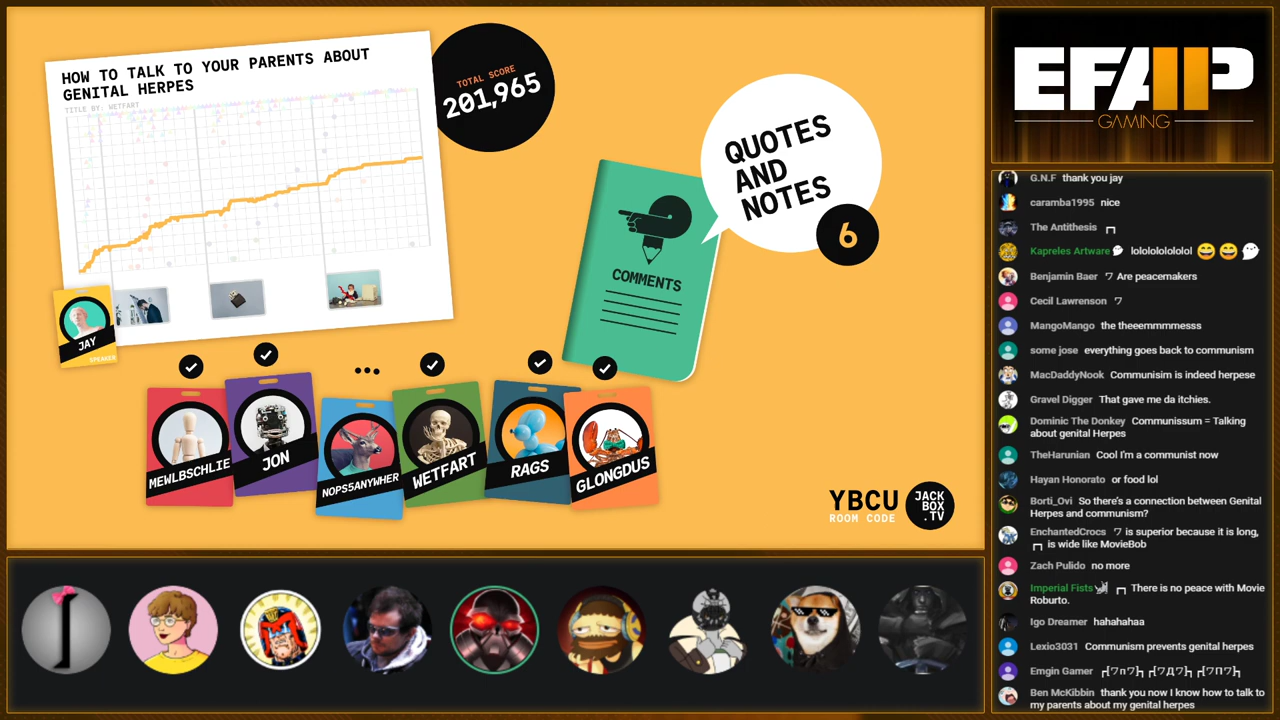 HOW TO TALK TO YOUR PARENTS ABOUT
GENITAL HERPES
TITLE BY: WETFART
TOTAL SCORE
201,965
QUOTES
AND
NOTES
6
COMMENTS
JAY
SPEAKER
MEWLBSCHLIE
JON
NOPS5ANYWHER
WETFART
RAGS
GLONGDUS
YBCU
ROOM CODE
JACK
BOX
.TV
EFAP
GAMING
G.N.F thank you jay
caramba1995 nice
The Antithesis ┌┐
Kapreles Artware lolololololol 😄 😄
Benjamin Baer ワ Are peacemakers
Cecil Lawrenson ワ
MangoMango the theeemmmmesss
some jose everything goes back to communism
MacDaddyNook Communisim is indeed herpese
Gravel Digger That gave me da itchies.
Dominic The Donkey Communissum = Talking
about genital Herpes
TheHarunian Cool I'm a communist now
Hayan Honorato or food lol
Borti_Ovi So there's a connection between Genital
Herpes and communism?
EnchantedCrocs ワ is superior because it is long,
┌┐ is wide like MovieBob
Zach Pulido no more
Imperial Fists ┌┐ There is no peace with Movie
Roburto.
Igo Dreamer hahahahaa
Lexio3031 Communism prevents genital herpes
Emgin Gamer
Ben McKibbin thank you now I know how to talk to
my parents about my genital herpes